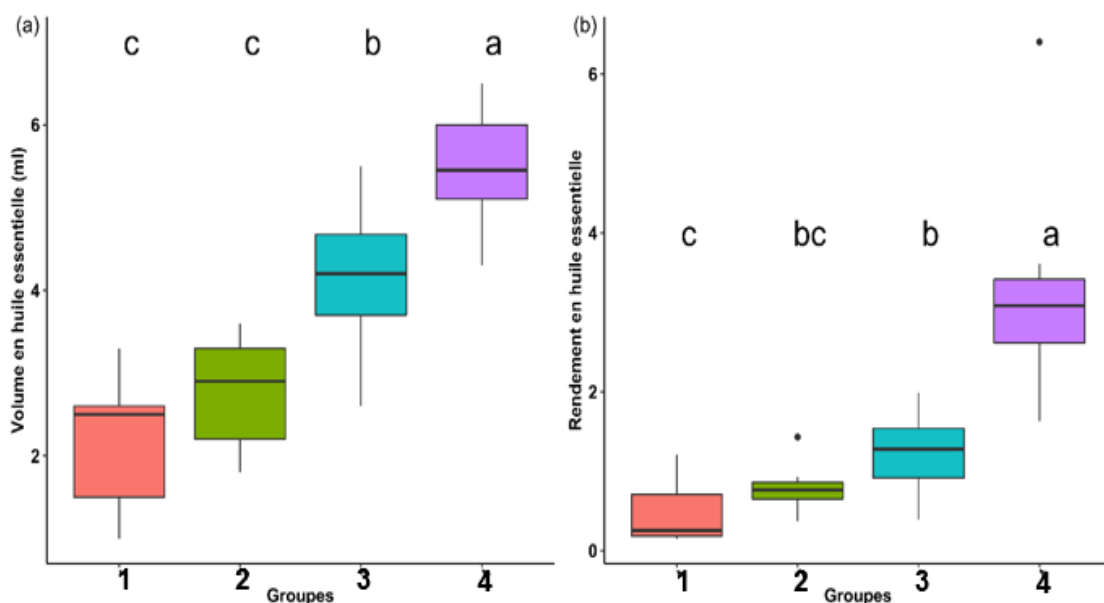 (a)
c c b a
Volume en huile essentielle (ml)
6
4
2
1 2 3 4
Groupes
(b)
c bc b a
Rendement en huile essentielle
6
4
2
0
1 2 3 4
Groupes